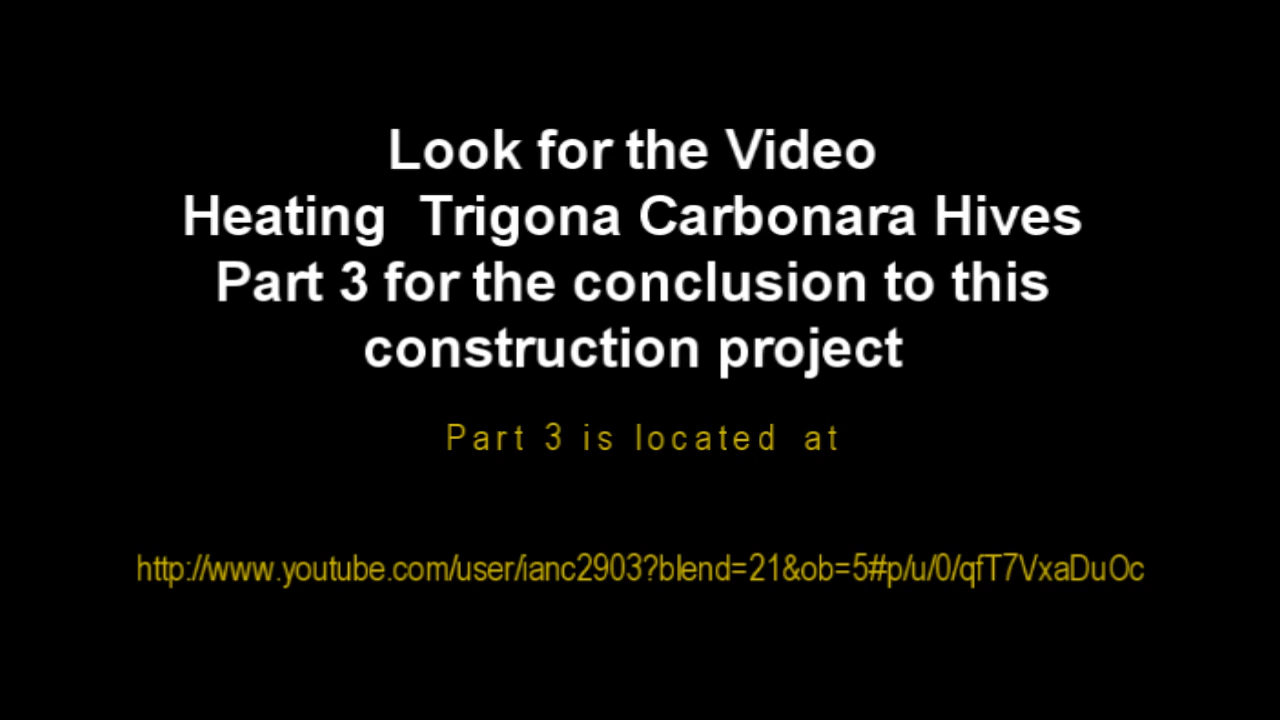 Look for the Video
Heating Trigona Carbonara Hives
Part 3 for the conclusion to this
construction project
Part 3 is located at
http://www.youtube.com/user/ianc2903?blend=21&ob=5#p/u/0/qfT7VxaDuOc